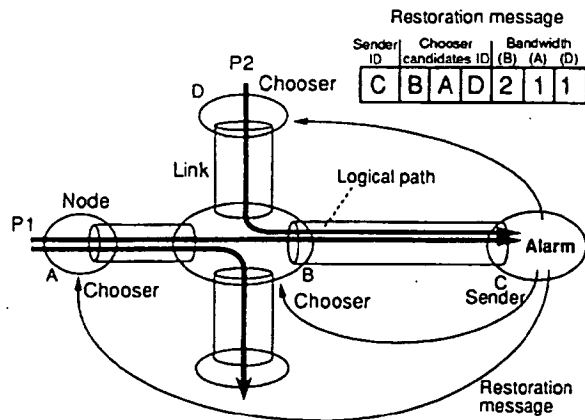 Restoration message
Sender ID
Chooser candidates ID
Bandwidth
(B) (A) (D)
C B A D 2 1 1
P2
Chooser
D
Link
Logical path
Node
P1
Alarm
A
B
C
Chooser
Chooser
Sender
Restoration message